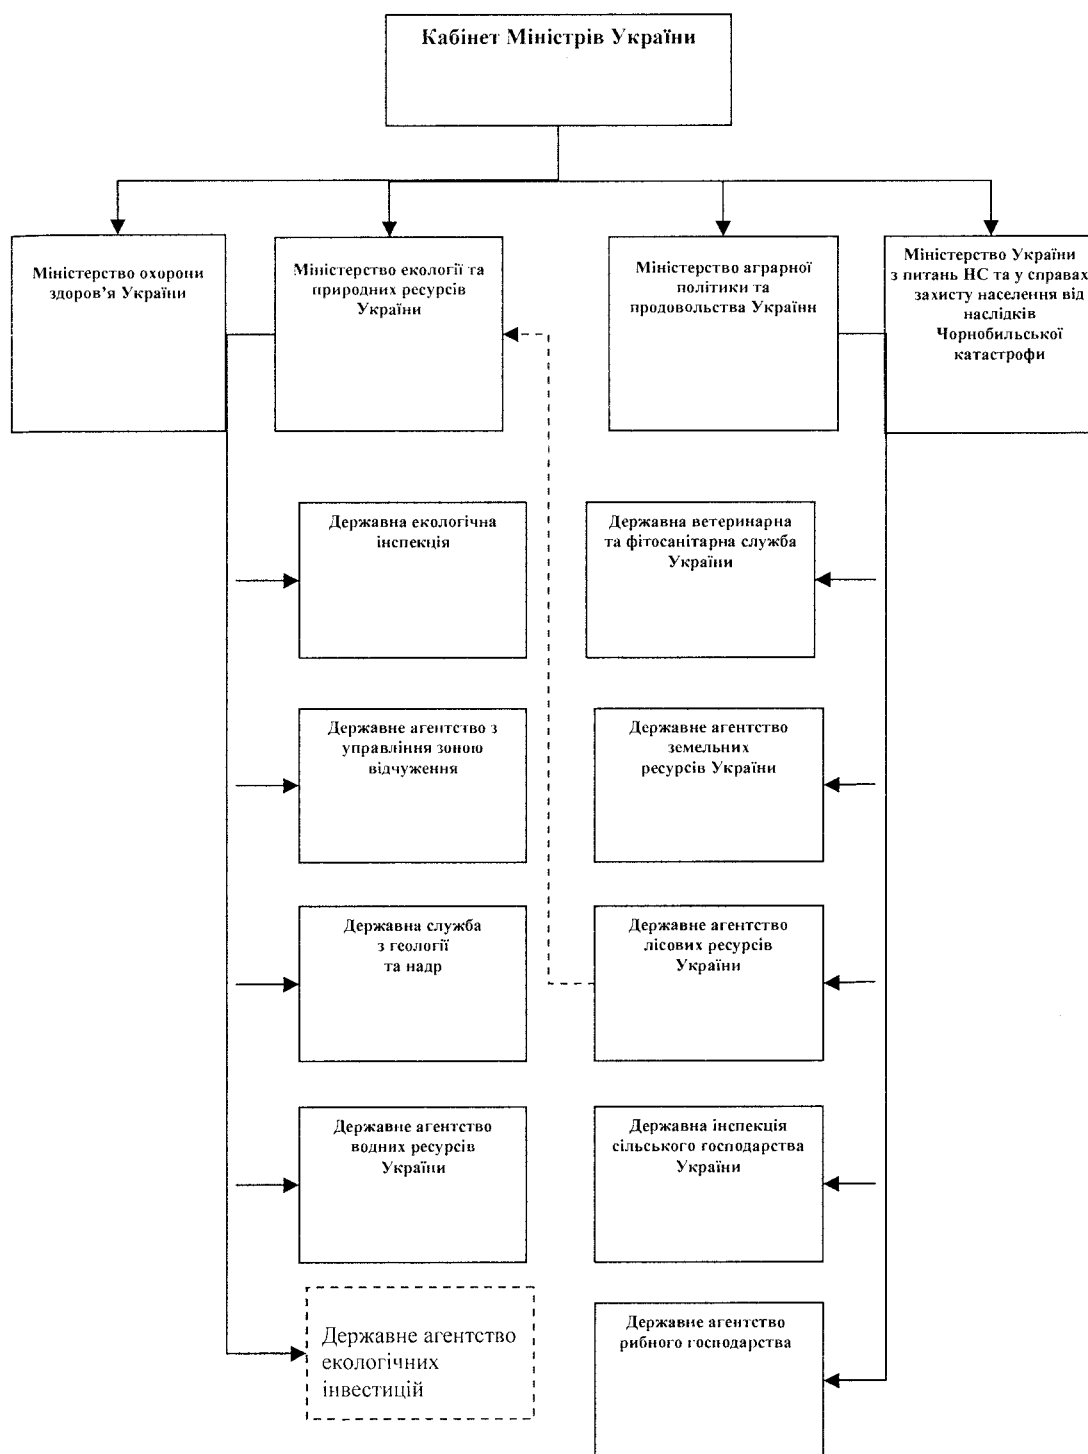 Кабінет Міністрів України
Міністерство охорони
здоров’я України
Міністерство екології та
природних ресурсів
України
Міністерство аграрної
політики та
продовольства України
Міністерство України
з питань НС та у справах
захисту населення від
наслідків
Чорнобильської
катастрофи
Державна екологічна
інспекція
Державна ветеринарна
та фітосанітарна служба
України
Державне агентство з
управління зоною
відчуження
Державне агентство
земельних
ресурсів України
Державна служба
з геології
та надр
Державне агентство
лісових ресурсів
України
Державне агентство
водних ресурсів
України
Державна інспекція
сільського господарства
України
Державне агентство
екологічних
інвестицій
Державне агентство
рибного господарства